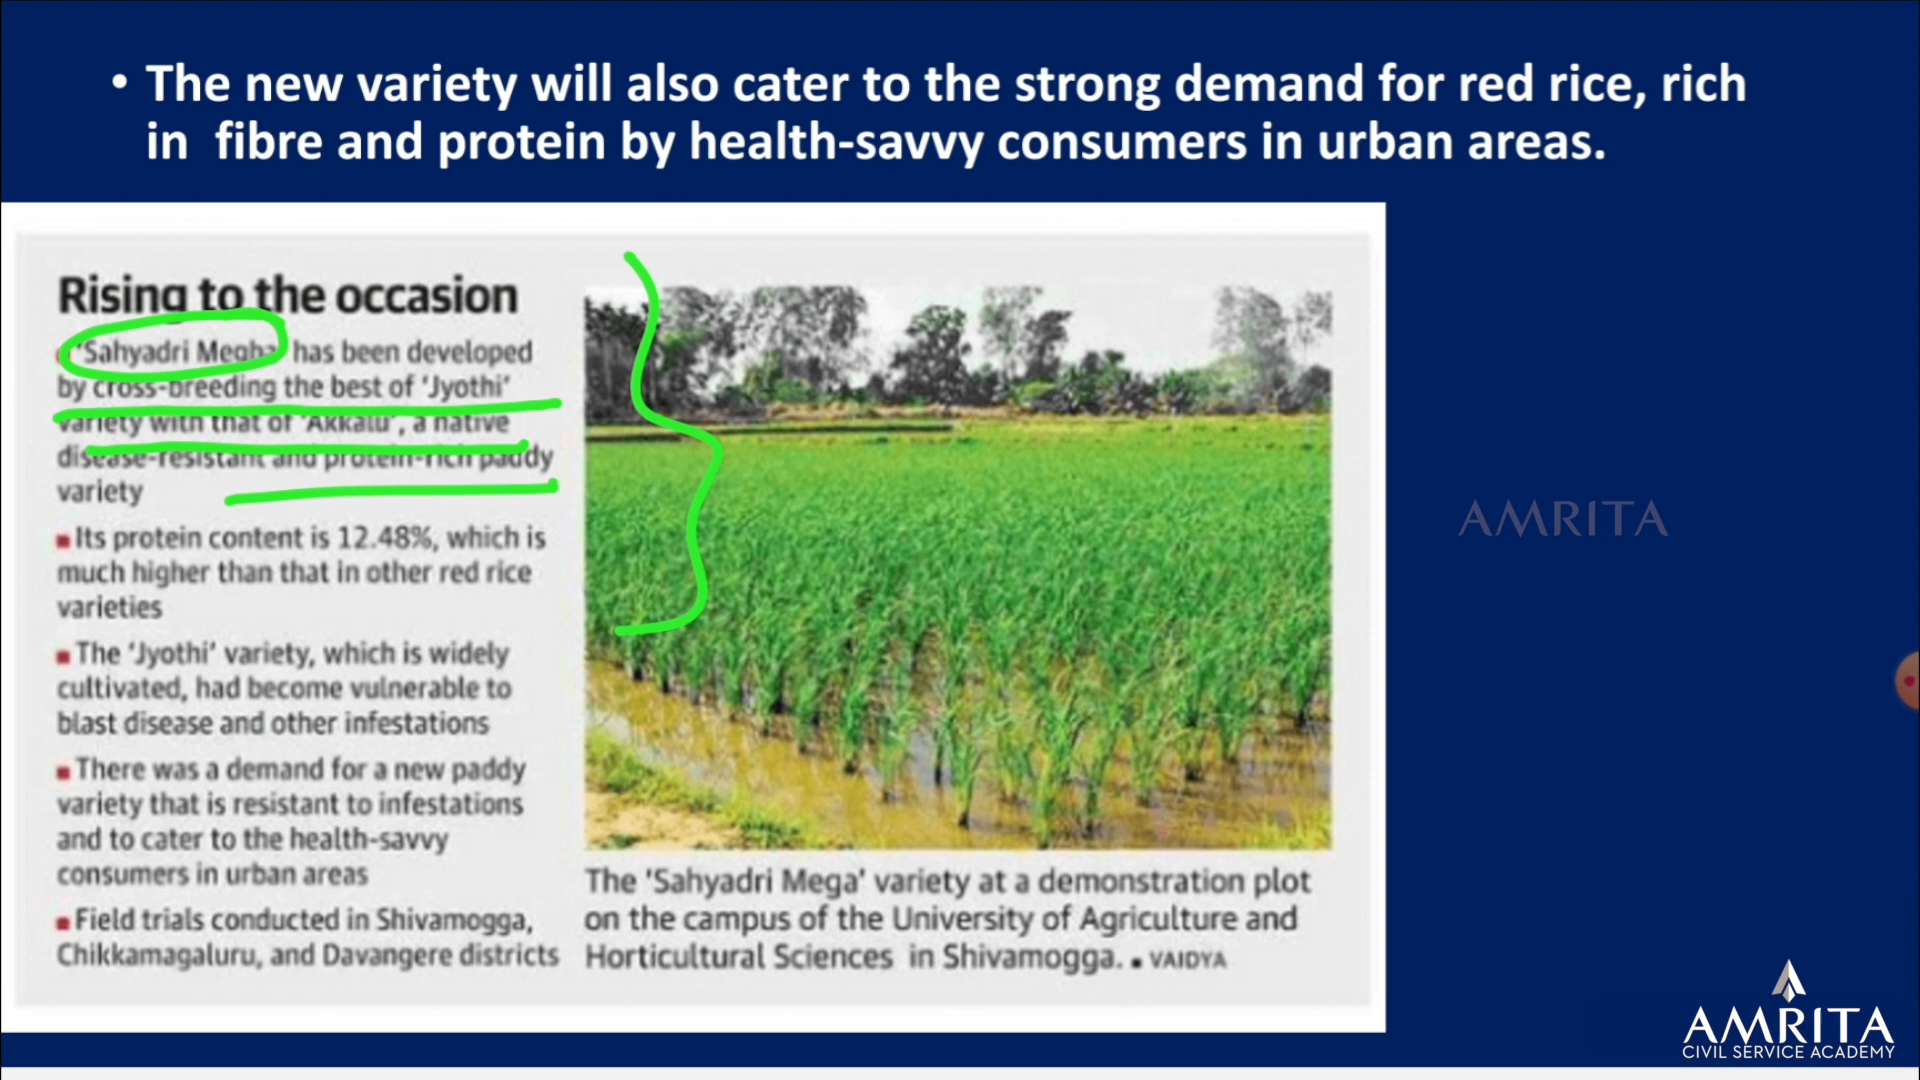 • The new variety will also cater to the strong demand for red rice, rich
in fibre and protein by health-savvy consumers in urban areas.
Rising to the occasion
'Sahyadri Megha' has been developed
by cross-breeding the best of 'Jyothi'
variety with that of 'Akkalu', a native
disease-resistant and protein-rich paddy
variety
Its protein content is 12.48%, which is
much higher than that in other red rice
varieties
The 'Jyothi' variety, which is widely
cultivated, had become vulnerable to
blast disease and other infestations
There was a demand for a new paddy
variety that is resistant to infestations
and to cater to the health-savvy
consumers in urban areas
Field trials conducted in Shivamogga,
Chikkamagaluru, and Davangere districts
The 'Sahyadri Mega' variety at a demonstration plot
on the campus of the University of Agriculture and
Horticultural Sciences in Shivamogga. ▪ VAIDYA
AMRITA
AMRITA
CIVIL SERVICE ACADEMY